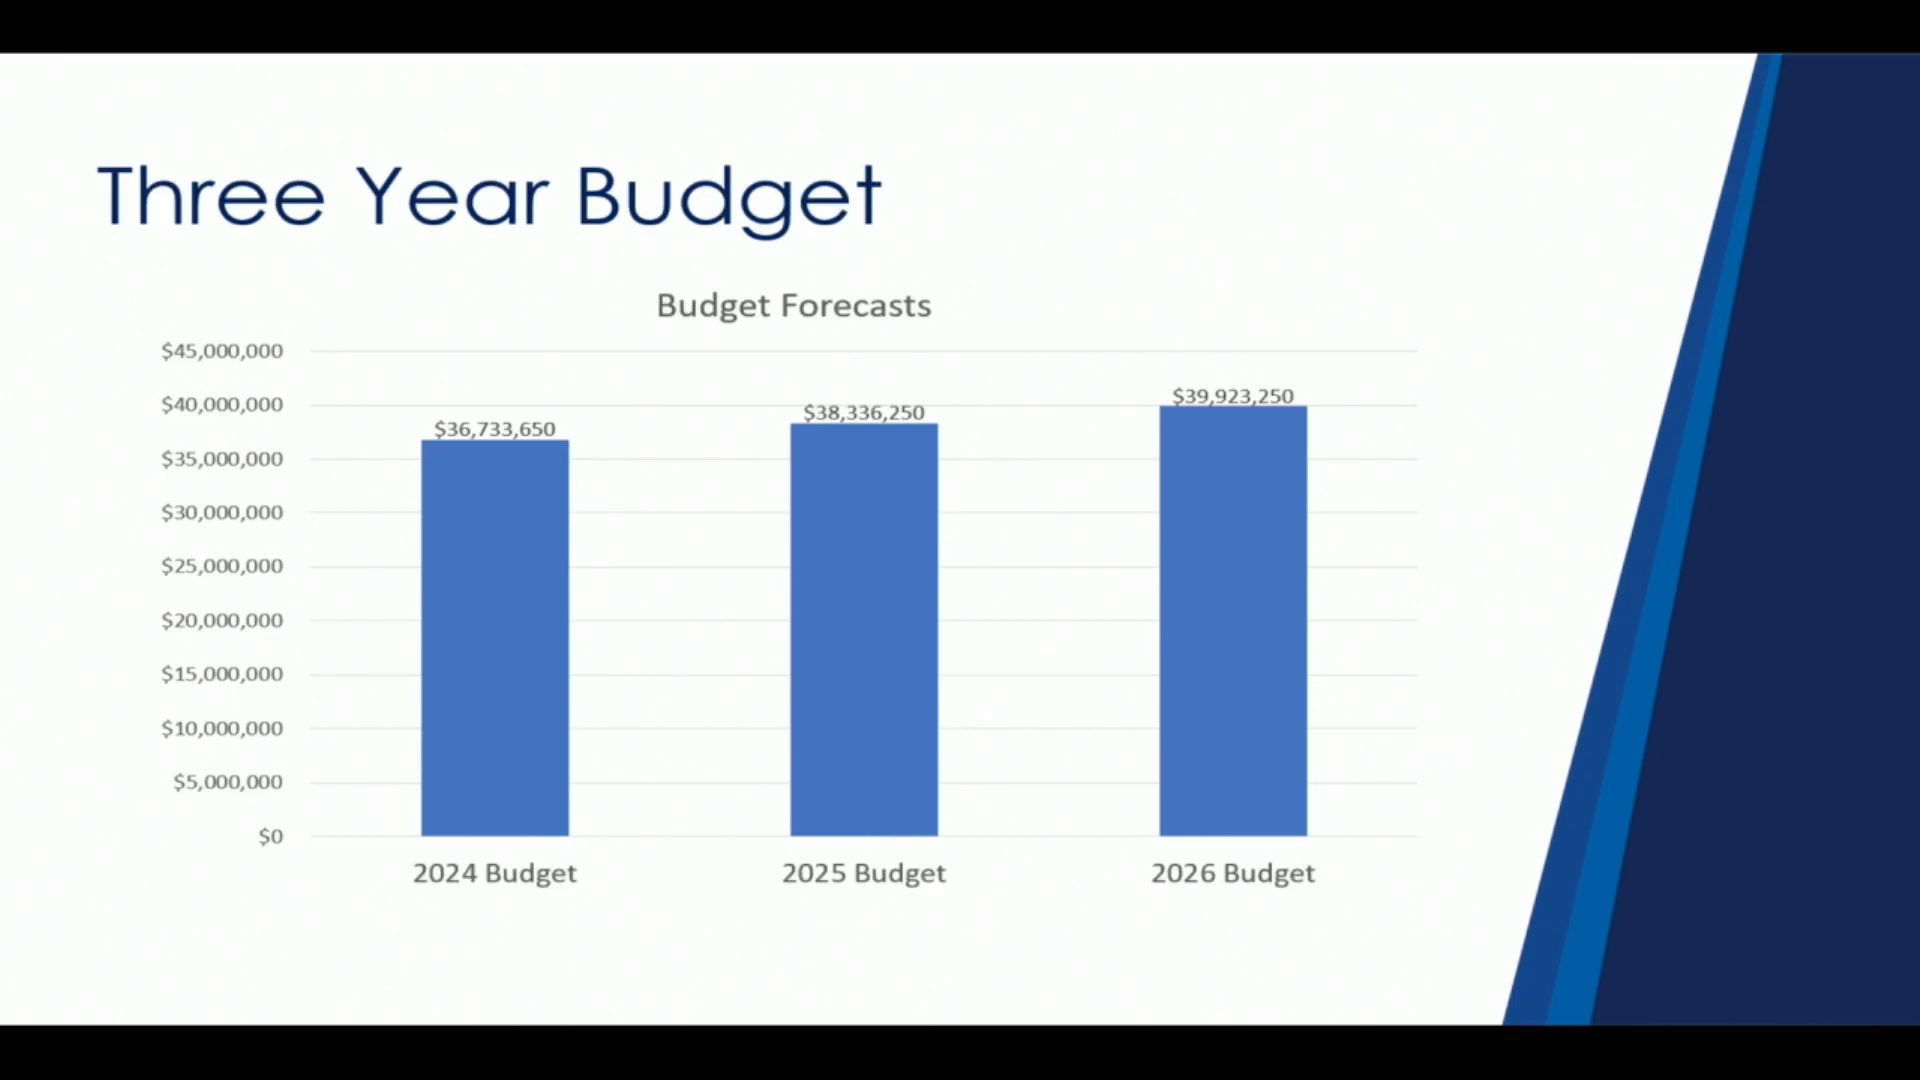 Three Year Budget
Budget Forecasts
$45,000,000
$40,000,000
$35,000,000
$30,000,000
$25,000,000
$20,000,000
$15,000,000
$10,000,000
$5,000,000
$0
$36,733,650
$38,336,250
$39,923,250
2024 Budget
2025 Budget
2026 Budget